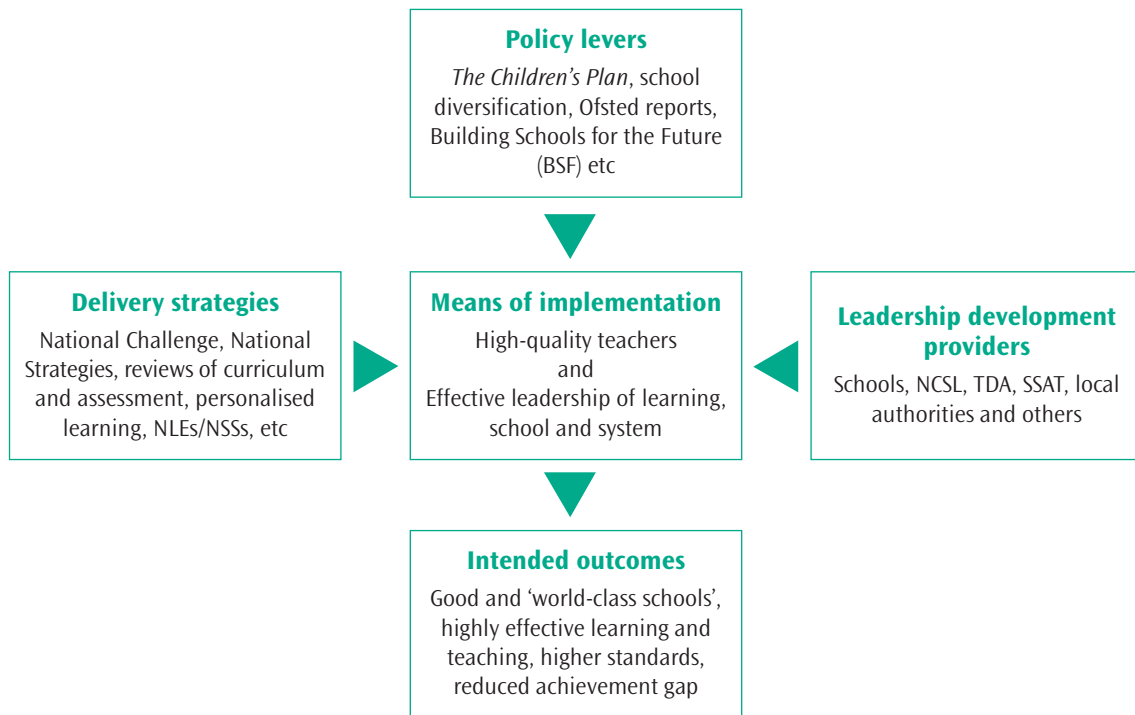 Policy levers
The Children's Plan, school
diversification, Ofsted reports,
Building Schools for the Future
(BSF) etc
Delivery strategies
National Challenge, National
Strategies, reviews of curriculum
and assessment, personalised
learning, NLEs/NSSs, etc
Means of implementation
High-quality teachers
and
Effective leadership of learning,
school and system
Leadership development
providers
Schools, NCSL, TDA, SSAT, local
authorities and others
Intended outcomes
Good and ‘world-class schools’,
highly effective learning and
teaching, higher standards,
reduced achievement gap